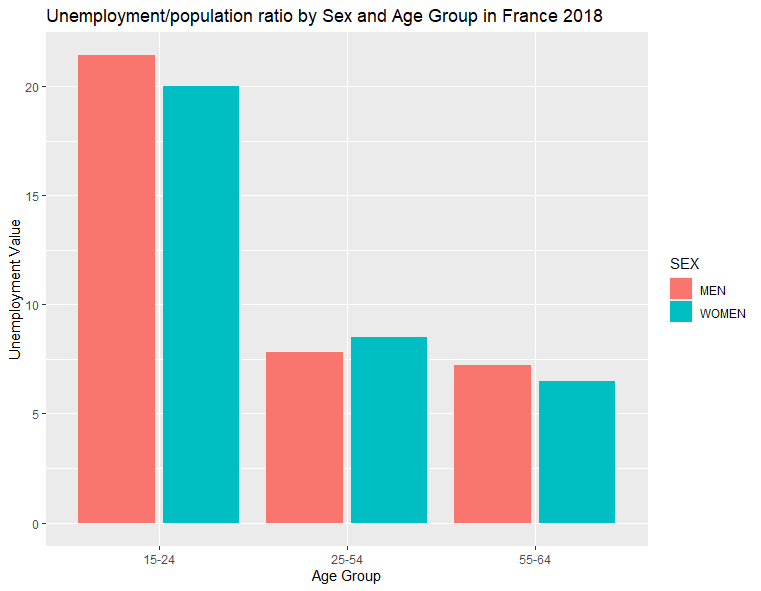 Unemployment/population ratio by Sex and Age Group in France 2018
20
15
10
5
0
Unemployment Value
15-24
25-54
55-64
Age Group
SEX
MEN
WOMEN